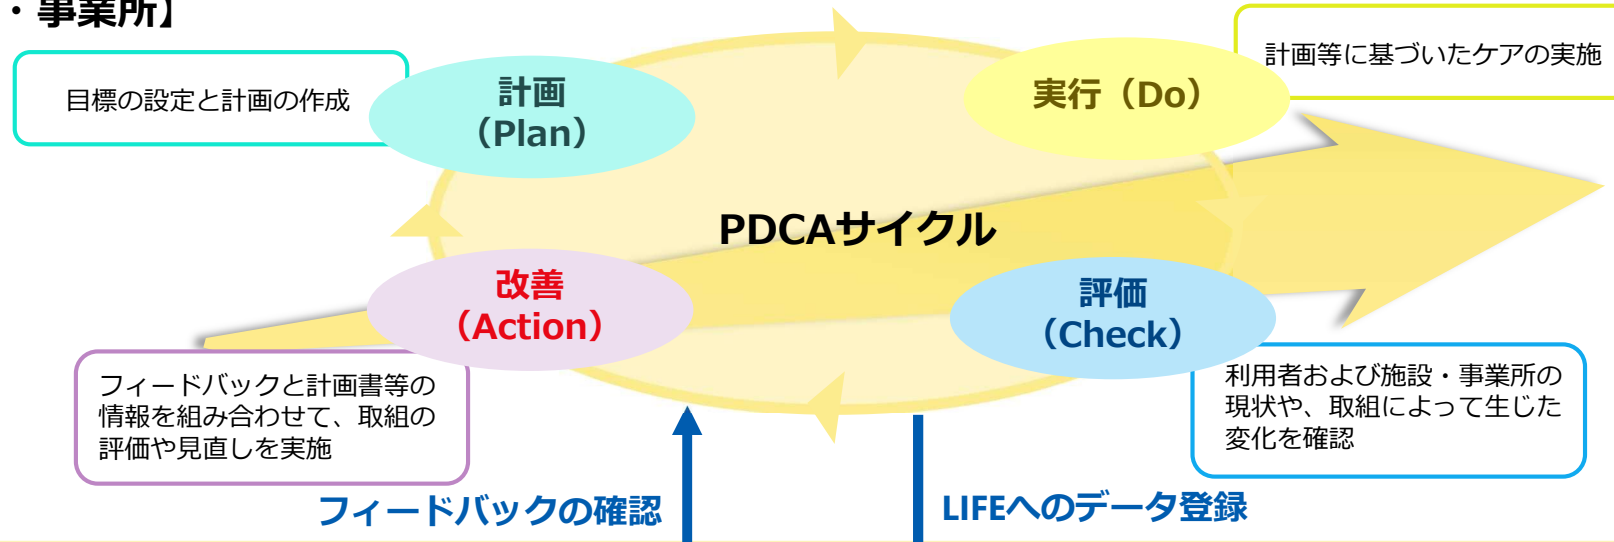 ・事業所】
目標の設定と計画の作成
計画
（Plan）
実行（Do）
計画等に基づいたケアの実施
PDCAサイクル
改善
（Action）
評価
（Check）
フィードバックと計画書等の
情報を組み合わせて、取組の
評価や見直しを実施
利用者および施設・事業所の
現状や、取組によって生じた
変化を確認
フィードバックの確認
LIFEへのデータ登録